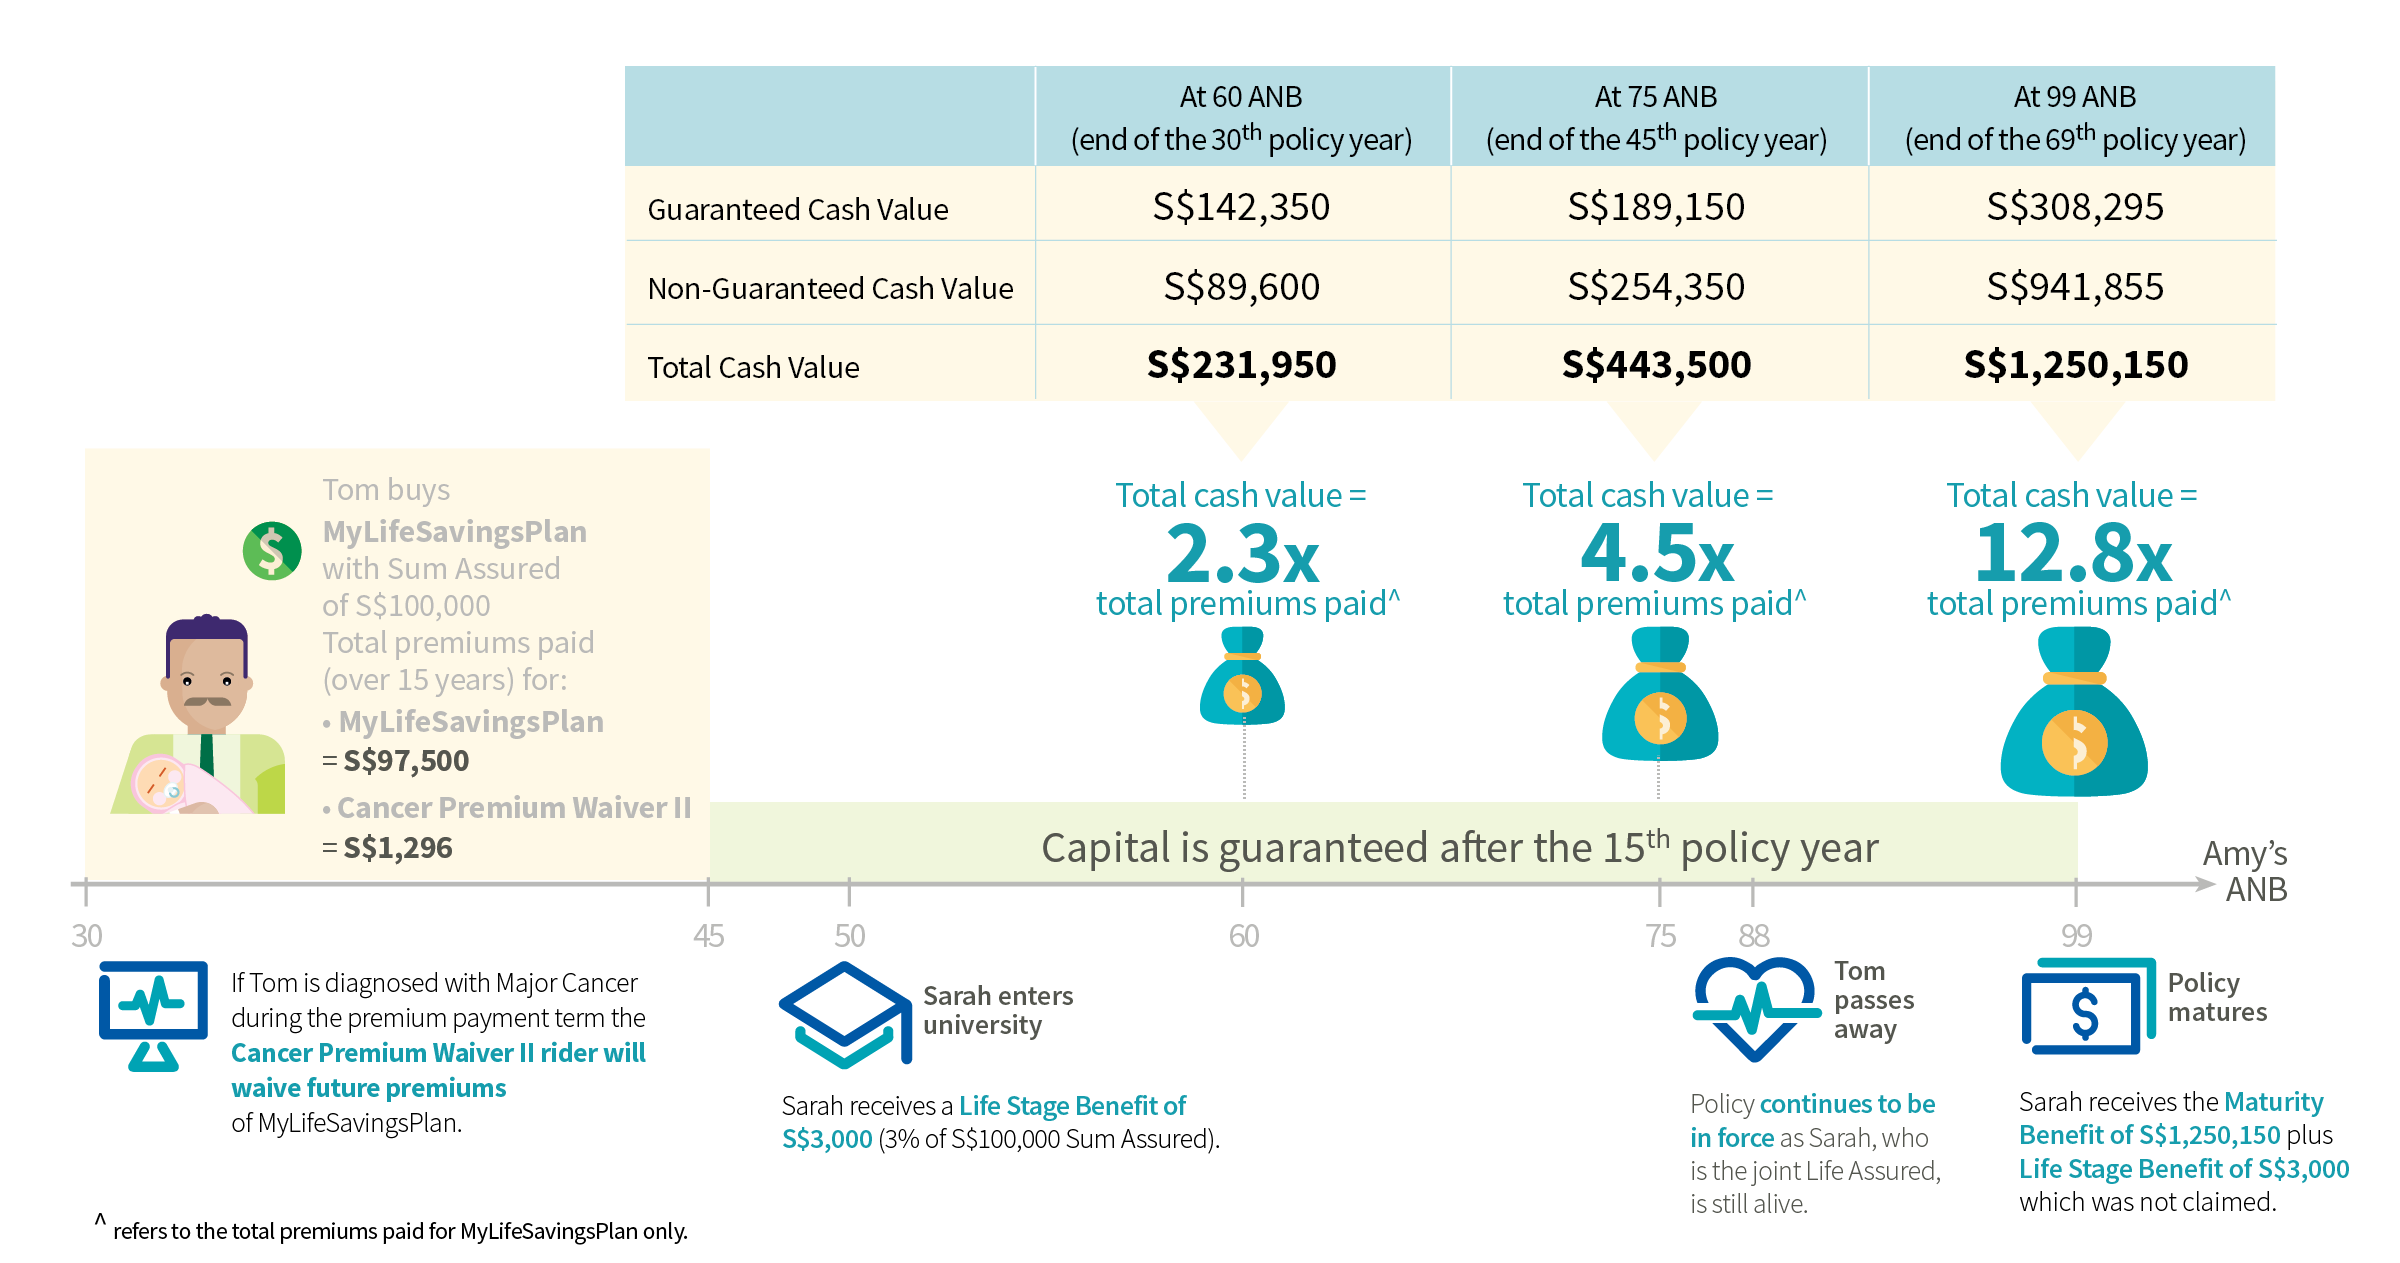 At 60 ANB
(end of the 30th policy year)
At 75 ANB
(end of the 45th policy year)
At 99 ANB
(end of the 69th policy year)
Guaranteed Cash Value S$142,350 S$189,150 S$308,295
Non-Guaranteed Cash Value S$89,600 S$254,350 S$941,855
Total Cash Value S$231,950 S$443,500 S$1,250,150
Tom buys
MyLifeSavingsPlan
with Sum Assured
of S$100,000
Total premiums paid
(over 15 years) for:
• MyLifeSavingsPlan
= S$97,500
• Cancer Premium Waiver II
= S$1,296
$
Total cash value =
2.3x
total premiums paid^
$
Total cash value =
4.5x
total premiums paid^
$
Total cash value =
12.8x
total premiums paid^
$
Capital is guaranteed after the 15th policy year
Amy’s
ANB
30 45 50 60 75 88 99
If Tom is diagnosed with Major Cancer
during the premium payment term the
Cancer Premium Waiver II rider will
waive future premiums
of MyLifeSavingsPlan.
Sarah enters
university
Sarah receives a Life Stage Benefit of
S$3,000 (3% of S$100,000 Sum Assured).
Tom
passes
away
Policy continues to be
in force as Sarah, who
is the joint Life Assured,
is still alive.
$
Policy
matures
Sarah receives the Maturity
Benefit of S$1,250,150 plus
Life Stage Benefit of S$3,000
which was not claimed.
^ refers to the total premiums paid for MyLifeSavingsPlan only.